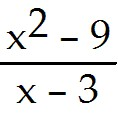 x² – 9
x – 3